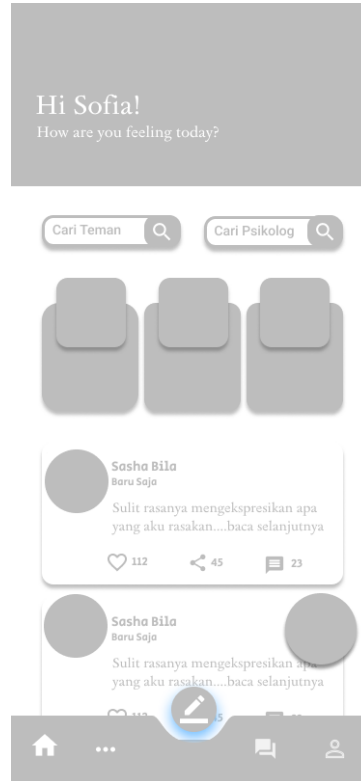 Hi Sofia!
How are you feeling today?
Cari Teman
Cari Psikolog
Sasha Bila
Baru Saja
Sulit rasanya mengekspresikan apa
yang aku rasakan....baca selanjutnya
112
45
23
Sasha Bila
Baru Saja
Sulit rasanya mengekspresikan apa
yang aku rasakan....baca selanjutnya